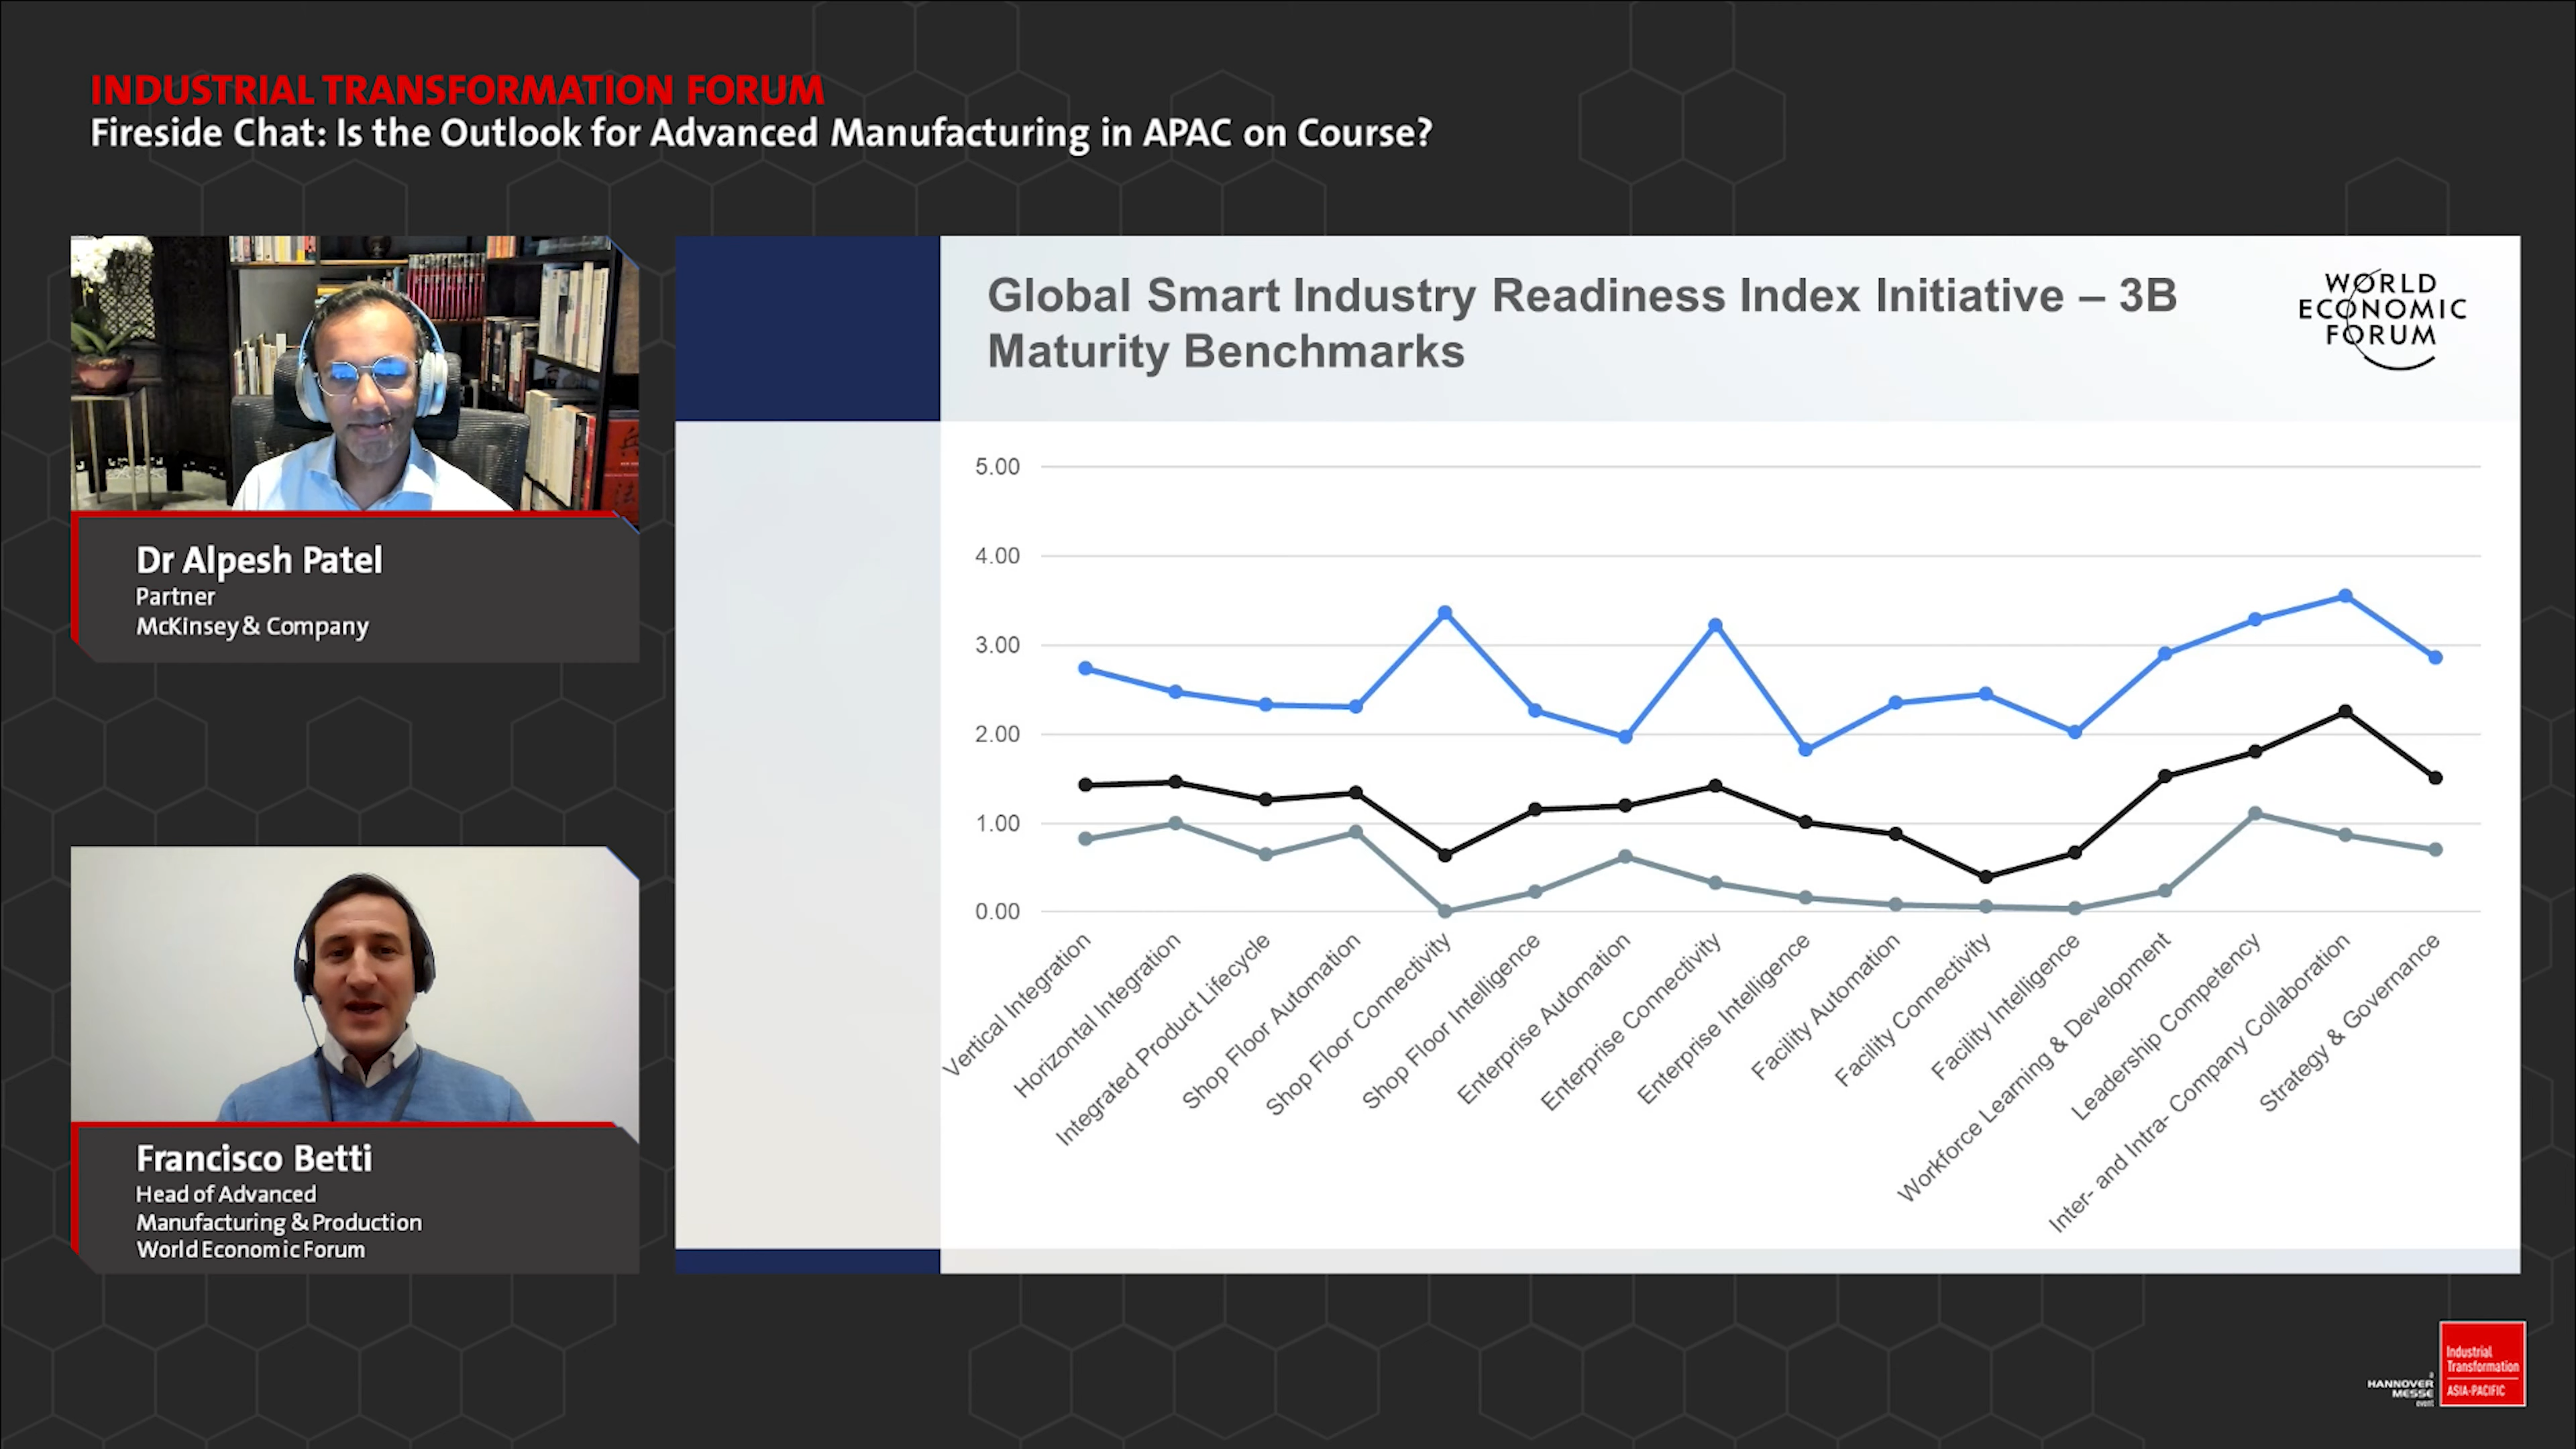 INDUSTRIAL TRANSFORMATION FORUM
Fireside Chat: Is the Outlook for Advanced Manufacturing in APAC on Course?
Dr Alpesh Patel
Partner
McKinsey & Company
Francisco Betti
Head of Advanced
Manufacturing & Production
World Economic Forum
Global Smart Industry Readiness Index Initiative – 3B
Maturity Benchmarks
WORLD
ECONOMIC
FORUM
5.00
4.00
3.00
2.00
1.00
0.00
Vertical Integration
Horizontal Integration
Integrated Product Lifecycle
Shop Floor Automation
Shop Floor Connectivity
Shop Floor Intelligence
Enterprise Automation
Enterprise Connectivity
Enterprise Intelligence
Facility Automation
Facility Connectivity
Facility Intelligence
Workforce Learning & Development
Leadership Competency
Inter- and Intra- Company Collaboration
Strategy & Governance
a
HANNOVER
MESSE
event
Industrial
Transformation
ASIA-PACIFIC